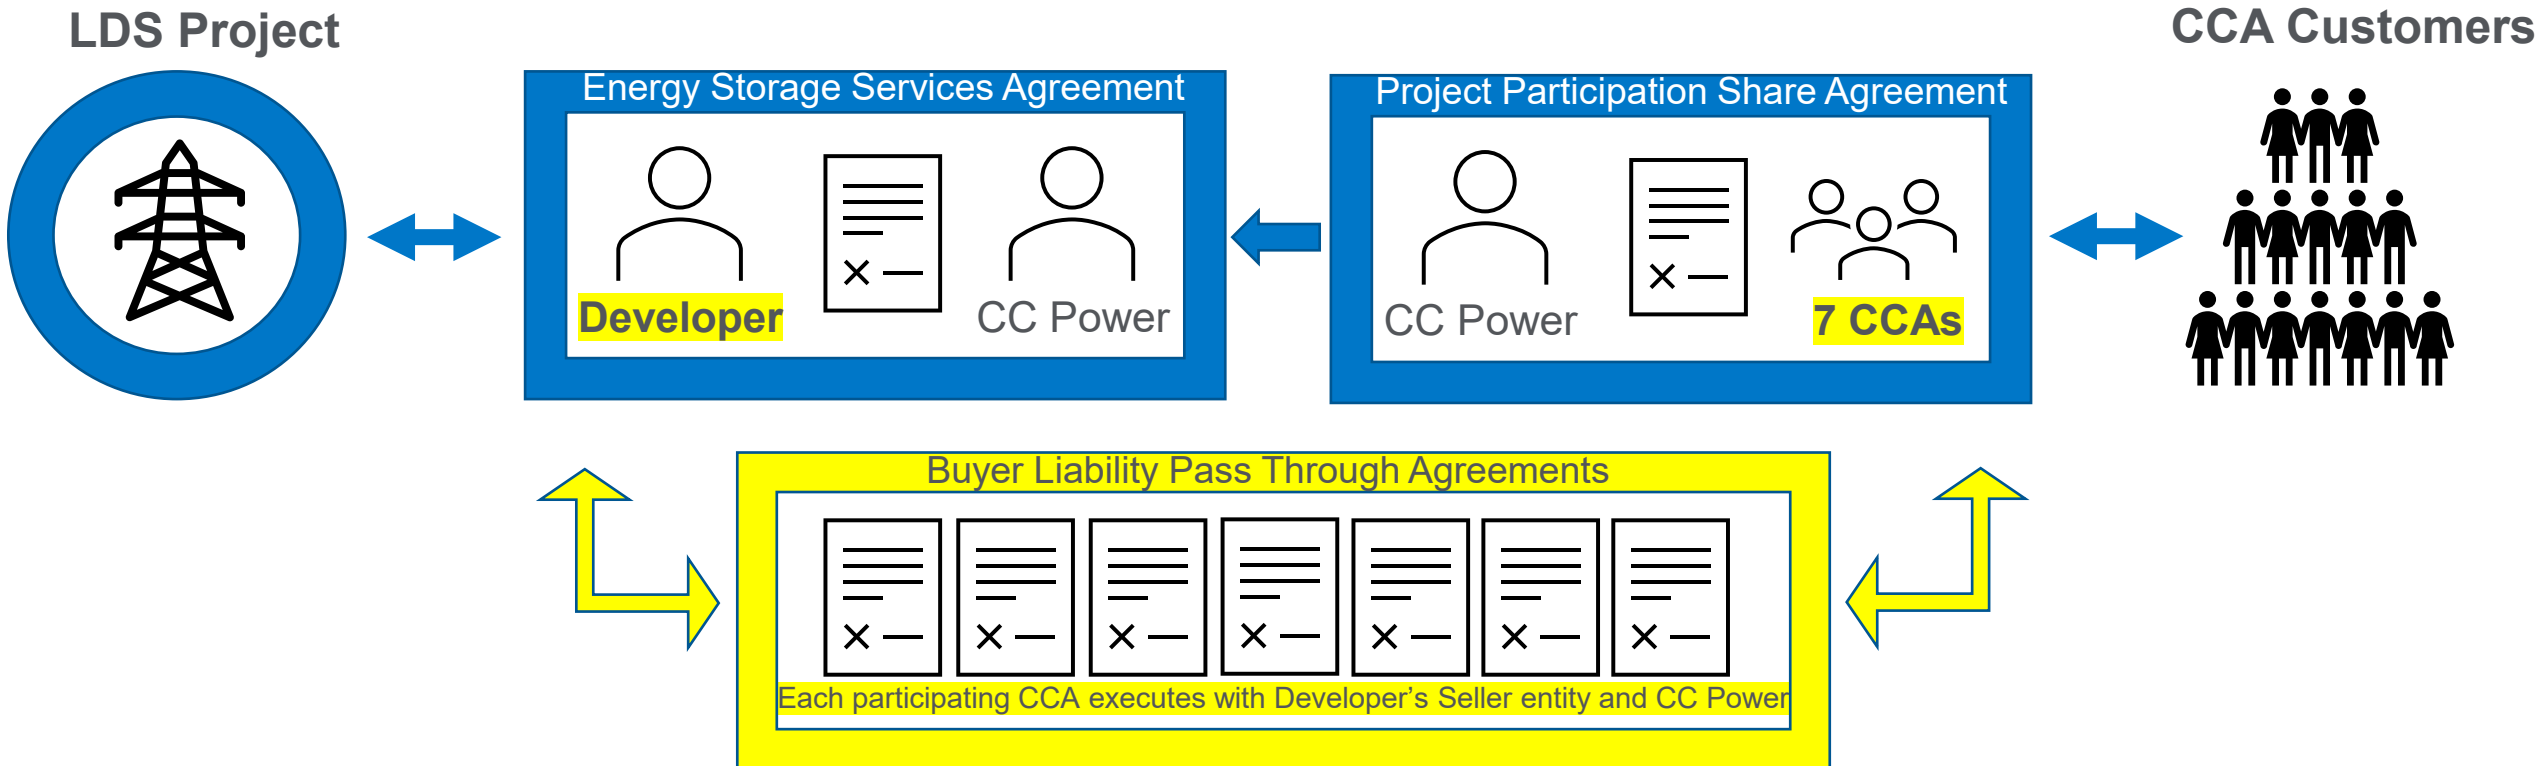 LDS Project
CCA Customers
Energy Storage Services Agreement
Project Participation Share Agreement
Developer
CC Power
CC Power
7 CCAs
Buyer Liability Pass Through Agreements
Each participating CCA executes with Developer’s Seller entity and CC Power